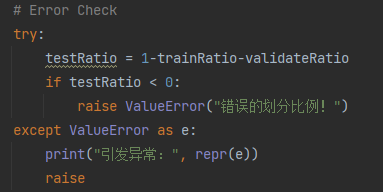 # Error Check
try:
    testRatio = 1-trainRatio-validateRatio
    if testRatio < 0:
        raise ValueError("错误的划分比例！")
except ValueError as e:
    print("引发异常：", repr(e))
    raise